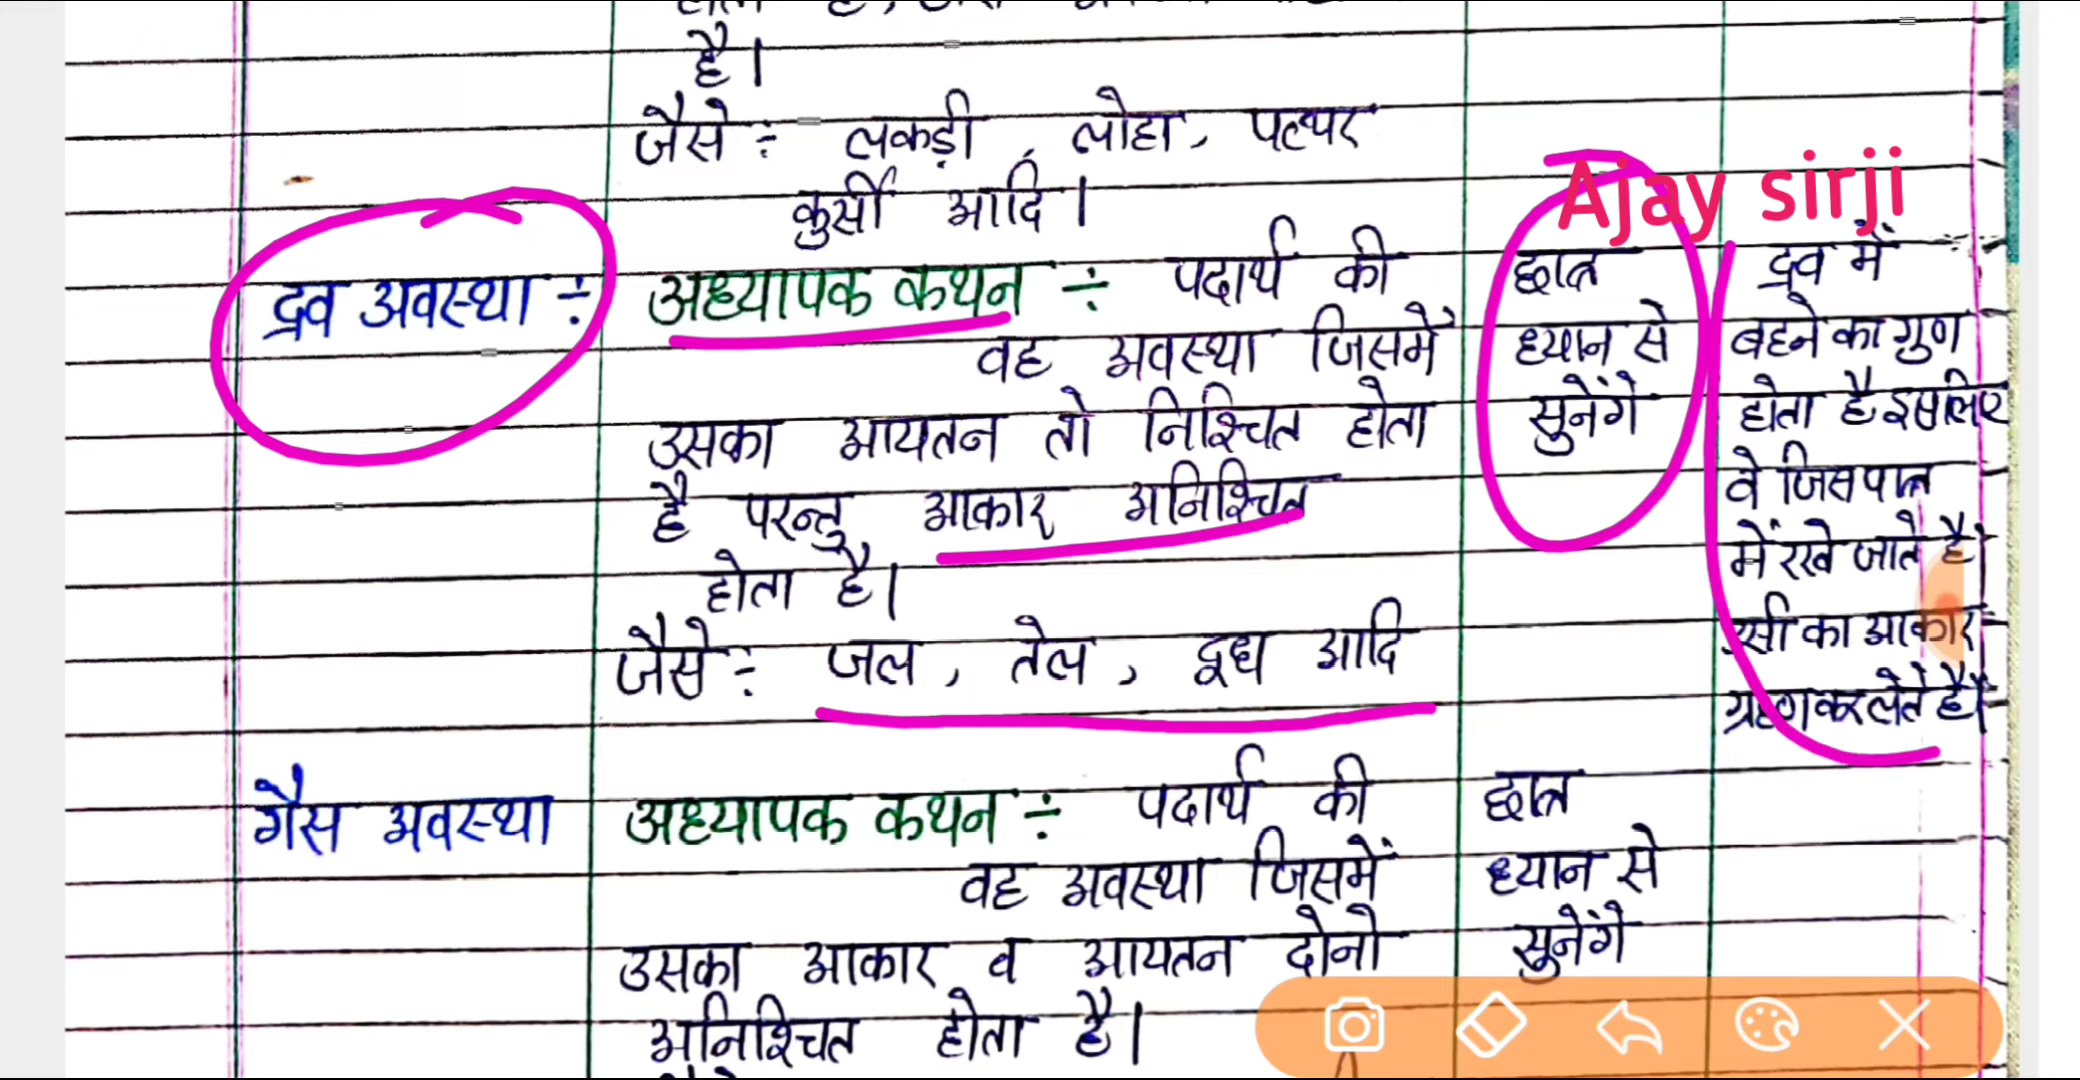 है।
जैसे÷ लकड़ी, लोहा, पत्थर
कुर्सी आदि।
Ajay sirji
द्रव अवस्था÷
अध्यापक कथन ÷ पदार्थ की
वह अवस्था जिसमें
उसका आयतन तो निश्चित होता
है परन्तु आकार अनिश्चित
होता है।
जैसे÷ जल, तेल, दूध आदि
छात्र
ध्यान से
सुनेंगे
द्रव में
बहने का गुण
होता है इसलिए
वे जिस पात्र
में रखे जाते है।
उसी का आकार
ग्रहण कर लेते है।
गैस अवस्था
अध्यापक कथन÷ पदार्थ की
वह अवस्था जिसमें
उसका आकार व आयतन दोनो
अनिश्चित होता है।
छात्र
ध्यान से
सुनेंगे